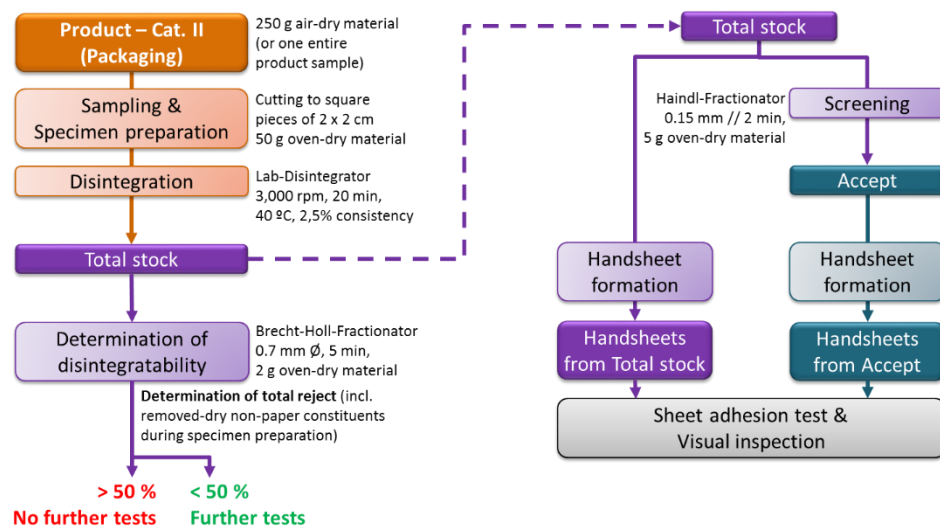 Product – Cat. II
(Packaging)
250 g air-dry material
(or one entire
product sample)
Sampling &
Specimen preparation
Cutting to square
pieces of 2 x 2 cm
50 g oven-dry material
Disintegration
Lab-Disintegrator
3,000 rpm, 20 min,
40 ºC, 2,5% consistency
Total stock
Determination of
disintegratability
Brecht-Holl-Fractionator
0.7 mm Ø, 5 min,
2 g oven-dry material
Determination of total reject (incl.
removed-dry non-paper constituents
during specimen preparation)
> 50 %
No further tests
< 50 %
Further tests
Total stock
Haindl-Fractionator
0.15 mm // 2 min,
5 g oven-dry material
Screening
Accept
Handsheet
formation
Handsheet
formation
Handsheets
from Total stock
Handsheets
from Accept
Sheet adhesion test &
Visual inspection